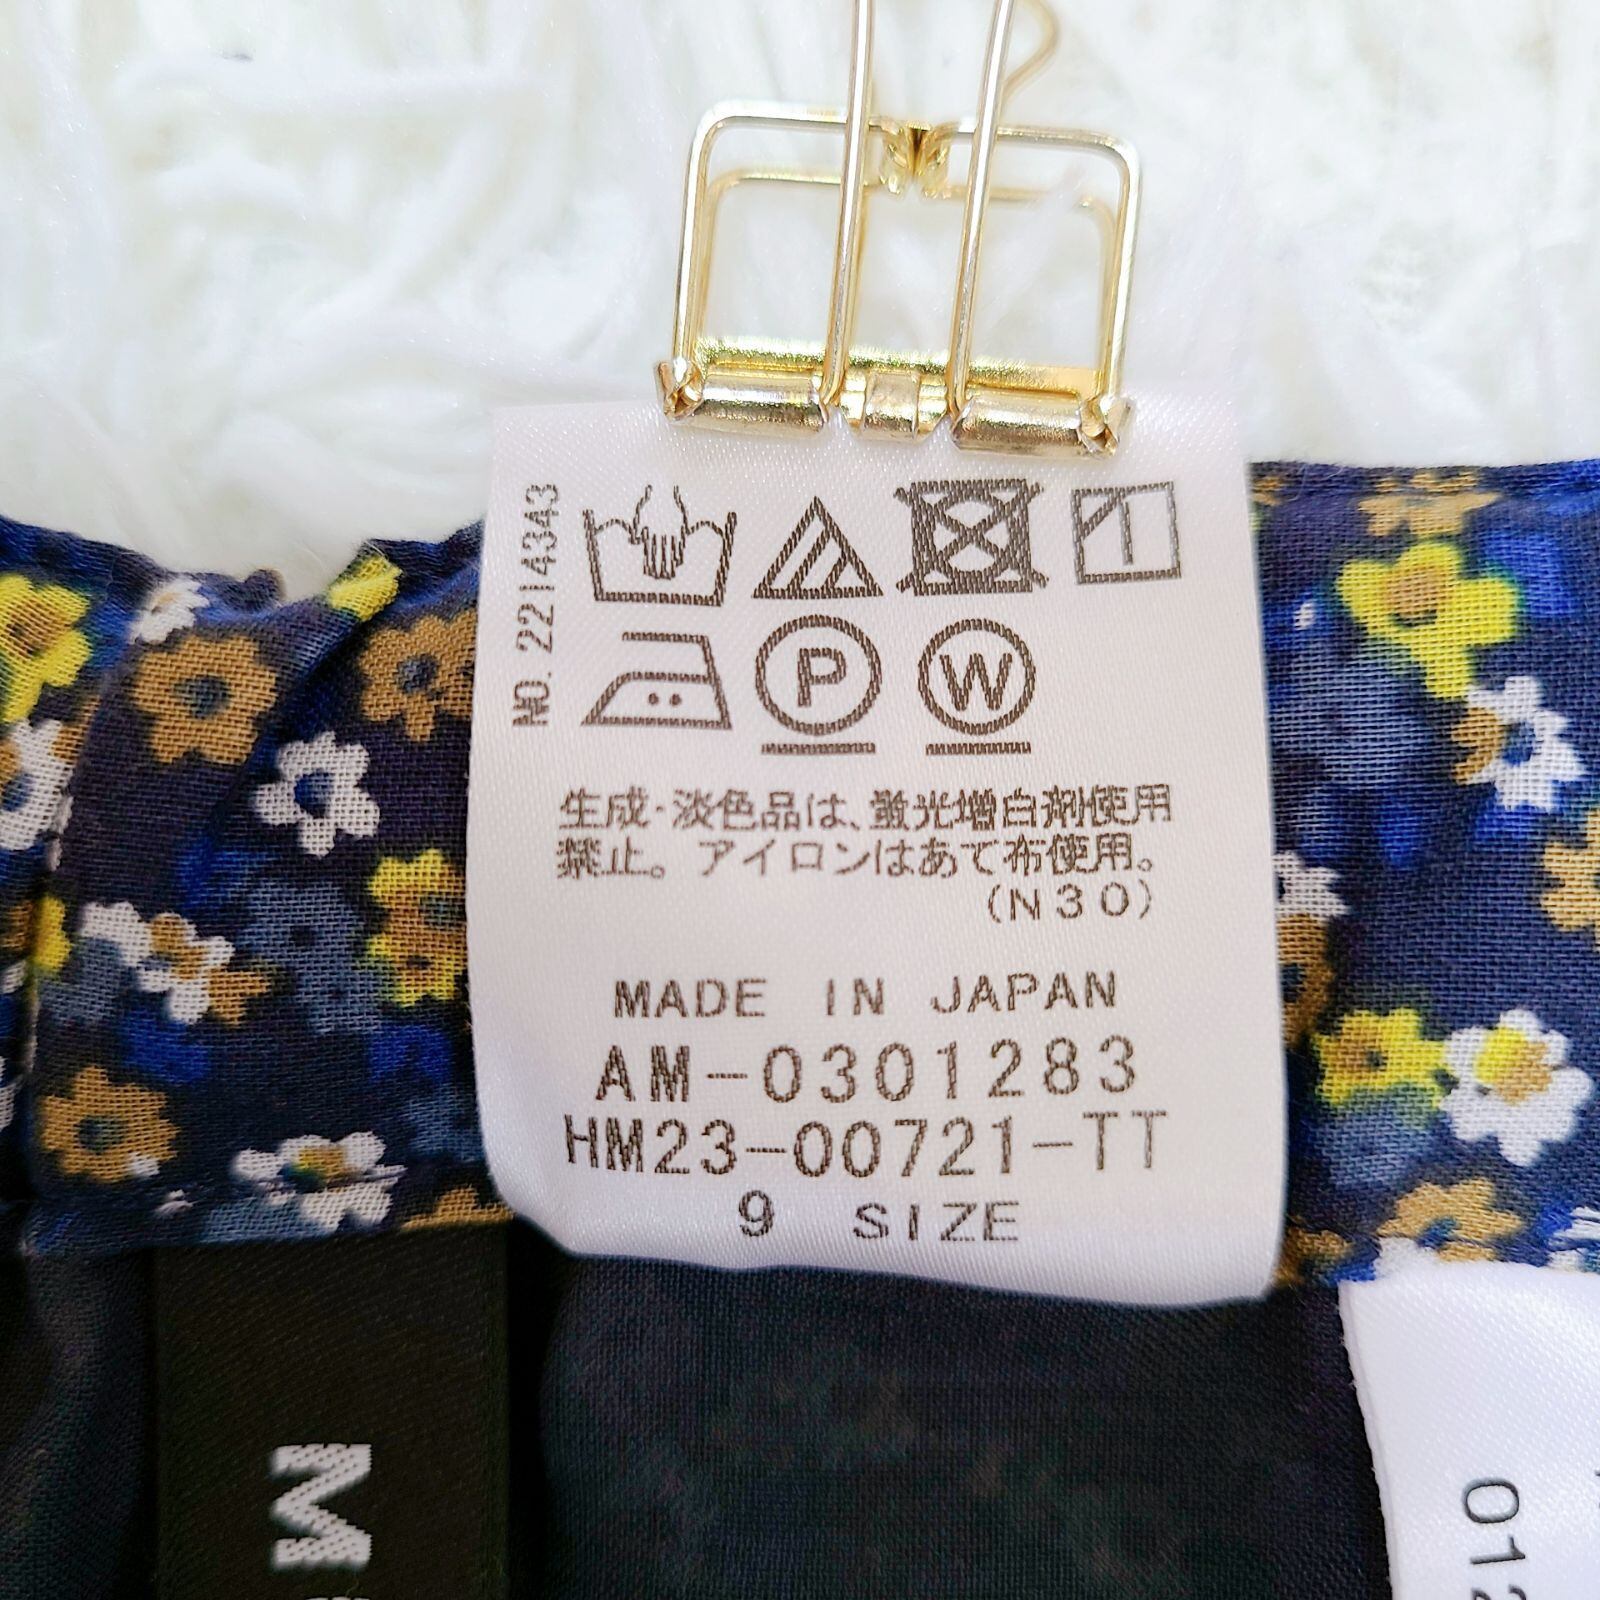 NO.2214343
P W
生成・淡色品は、蛍光増白剤使用
禁止。アイロンはあて布使用。
(N30)
MADE IN JAPAN
AM-0301283
HM23-00721-TT
9 SIZE
M
012